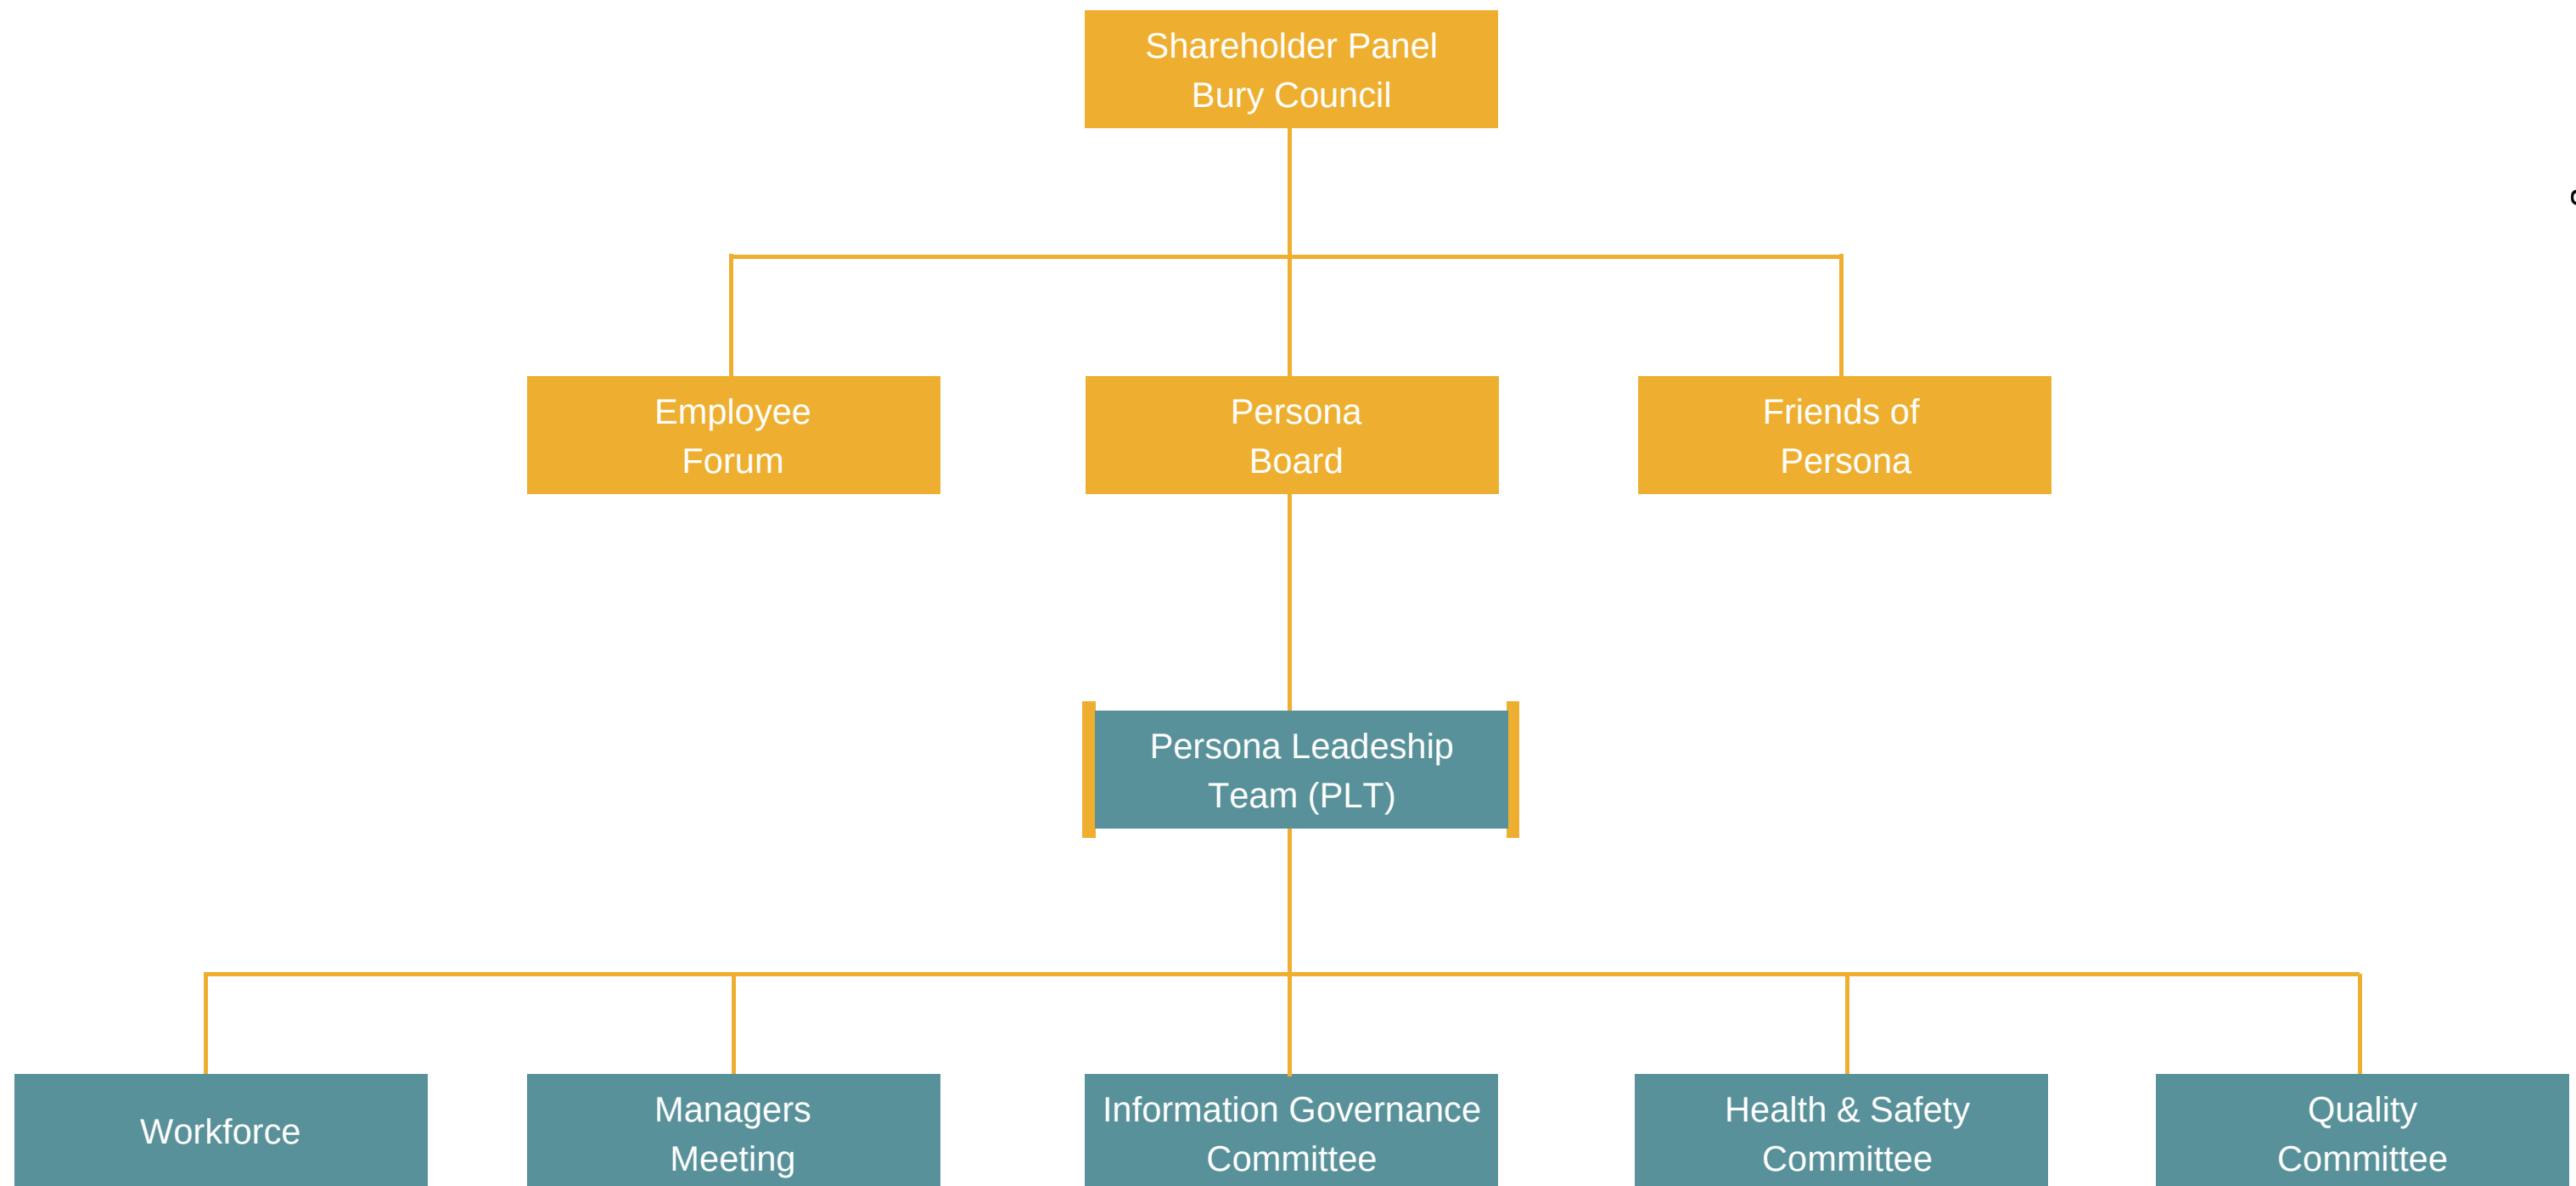 Shareholder Panel
Bury Council
Employee
Forum
Persona
Board
Friends of
Persona
Persona Leadeship
Team (PLT)
Workforce
Managers
Meeting
Information Governance
Committee
Health & Safety
Committee
Quality
Committee